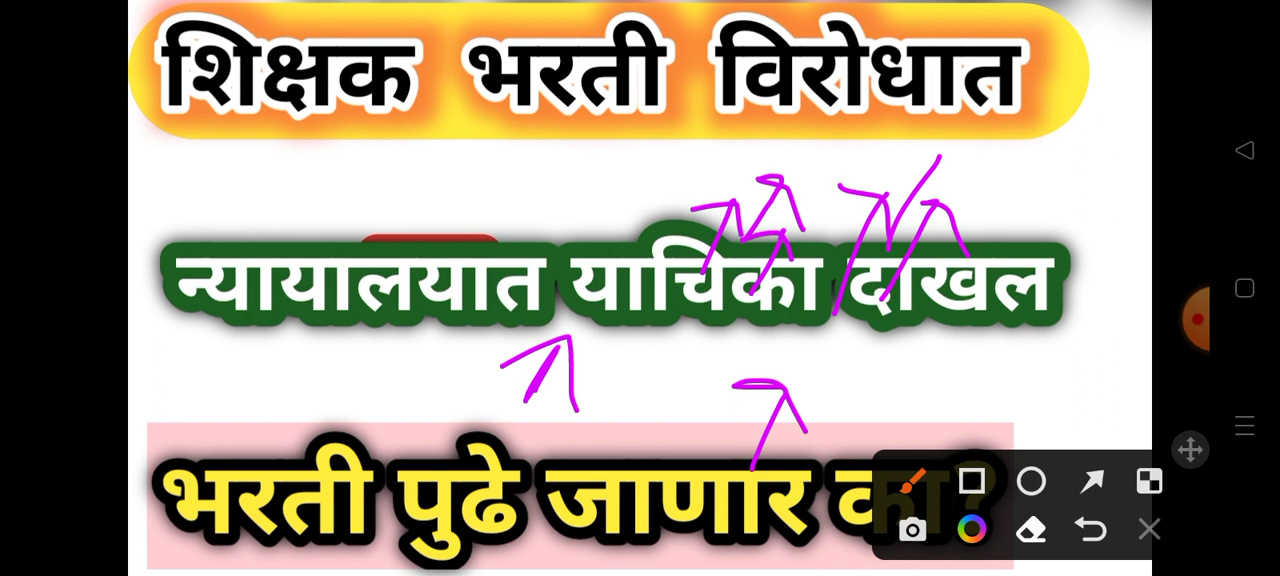 शिक्षक भरती विरोधात
न्यायालयात याचिका दाखल
भरती पुढे जाणार का?